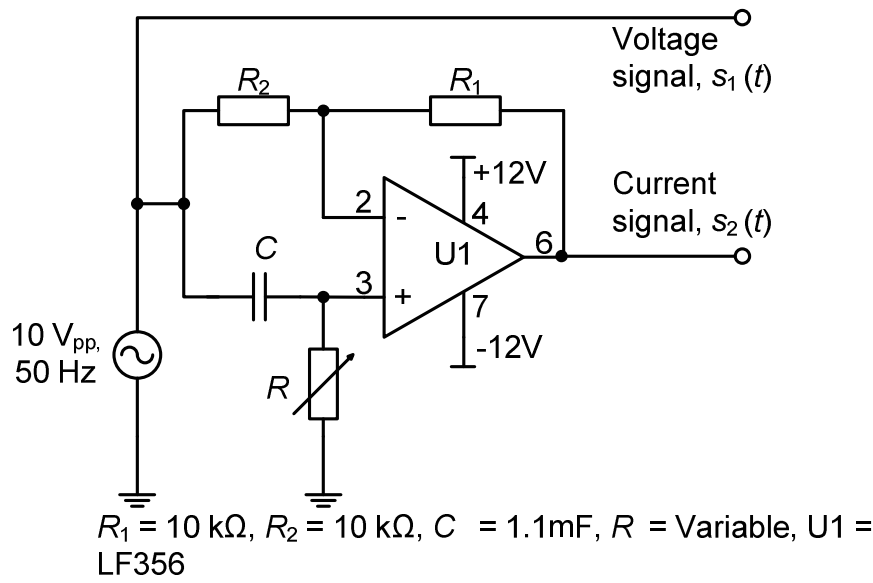 Voltage
signal, s1 (t)
R2
R1
+12V
2
-
4
Current
signal, s2 (t)
U1
6
C
3
+
7
-12V
10 Vpp,
50 Hz
R
R1 = 10 kΩ, R2 = 10 kΩ, C = 1.1mF, R = Variable, U1 =
LF356